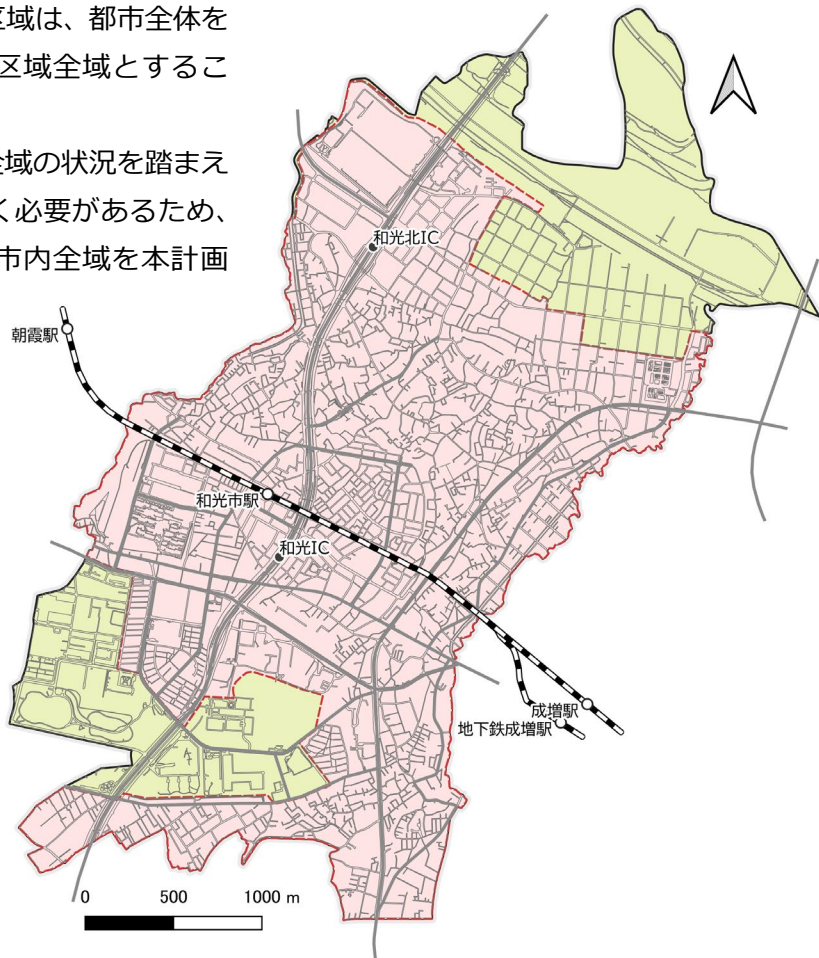 区域は、都市全体を
区域全域とするこ
全域の状況を踏まえ
く必要があるため、
市内全域を本計画
和光北IC
朝霞駅
和光市駅
和光IC
成増駅
地下鉄成増駅
0 500 1000 m